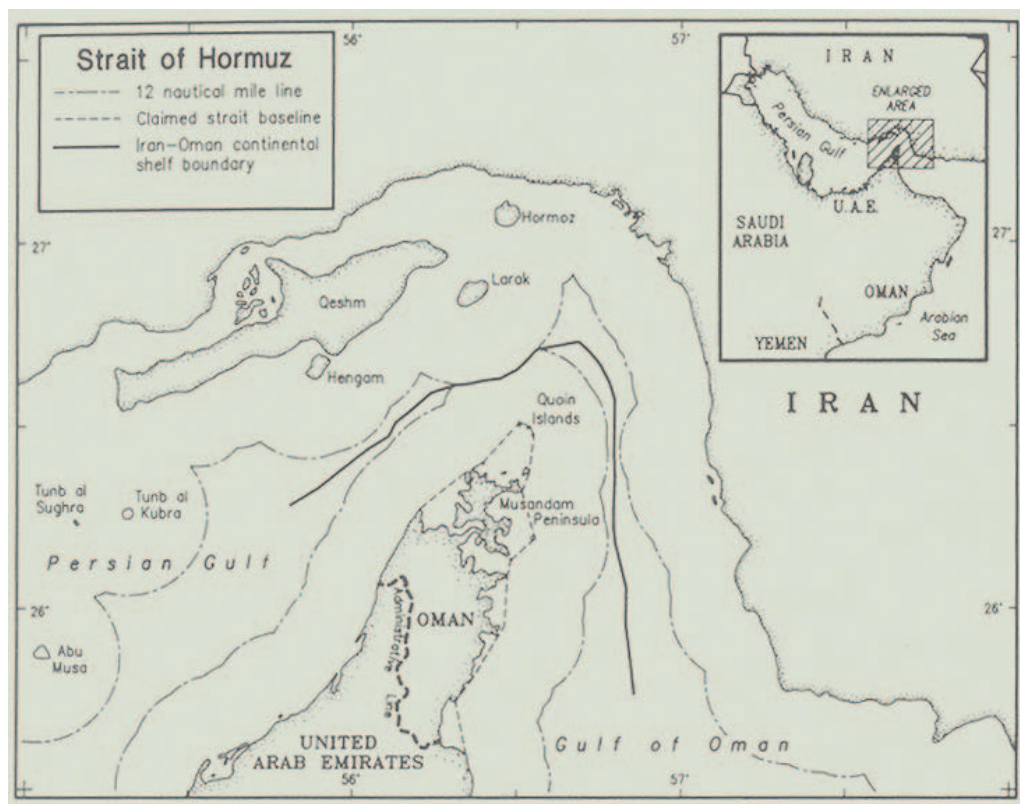 Strait of Hormuz
12 nautical mile line
Claimed strait baseline
Iran-Oman continental
shelf boundary
56°
57°
IRAN
ENLARGED
AREA
Persian Gulf
U.A.E.
SAUDI
ARABIA
OMAN
Arabian
Sea
YEMEN
27°
27°
Hormoz
Larak
Qeshm
Hengam
IRAN
Quoin
Islands
Tunb al
Sughra
Tunb al
Kubra
Musandam
Peninsula
Persian Gulf
26°
26°
OMAN
Administrative
Line
Abu
Musa
UNITED
ARAB EMIRATES
Gulf of Oman
56°
57°